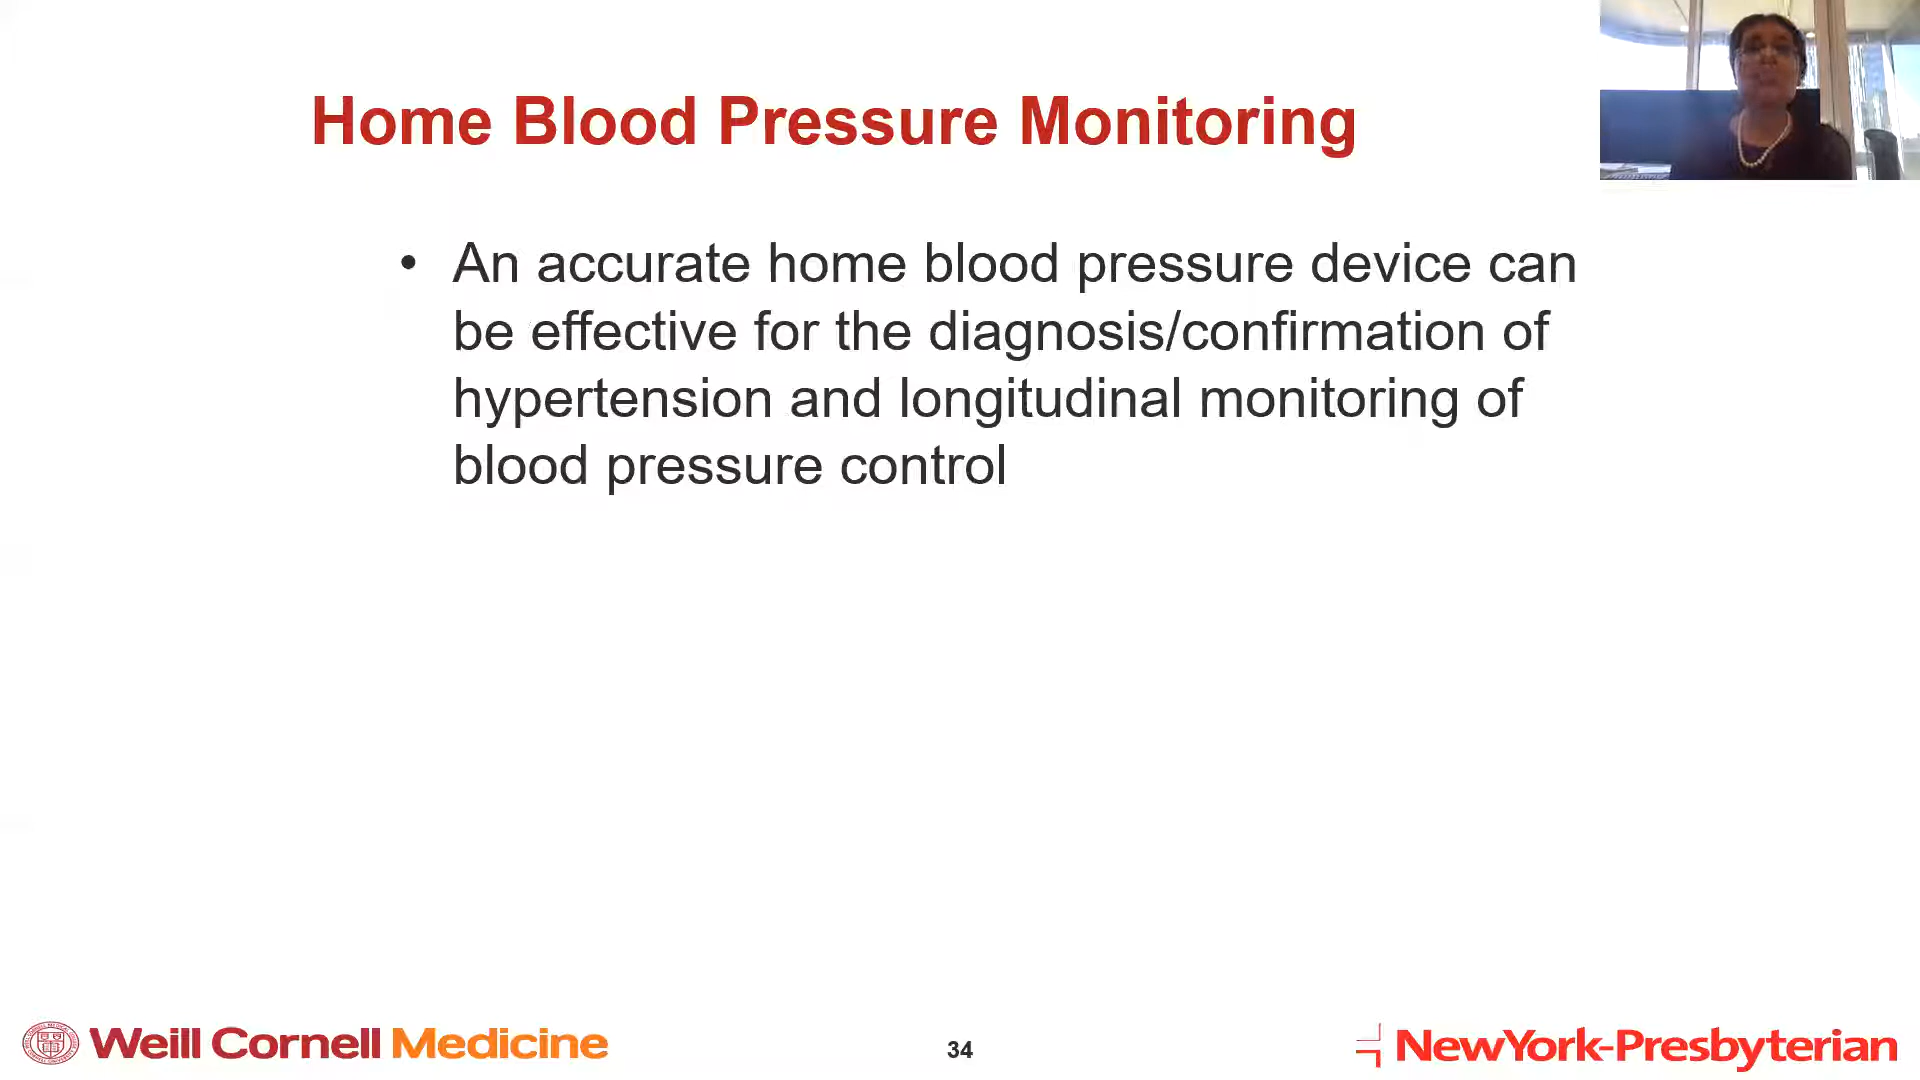 Home Blood Pressure Monitoring
• An accurate home blood pressure device can
be effective for the diagnosis/confirmation of
hypertension and longitudinal monitoring of
blood pressure control
Weill Cornell Medicine
34
NewYork-Presbyterian